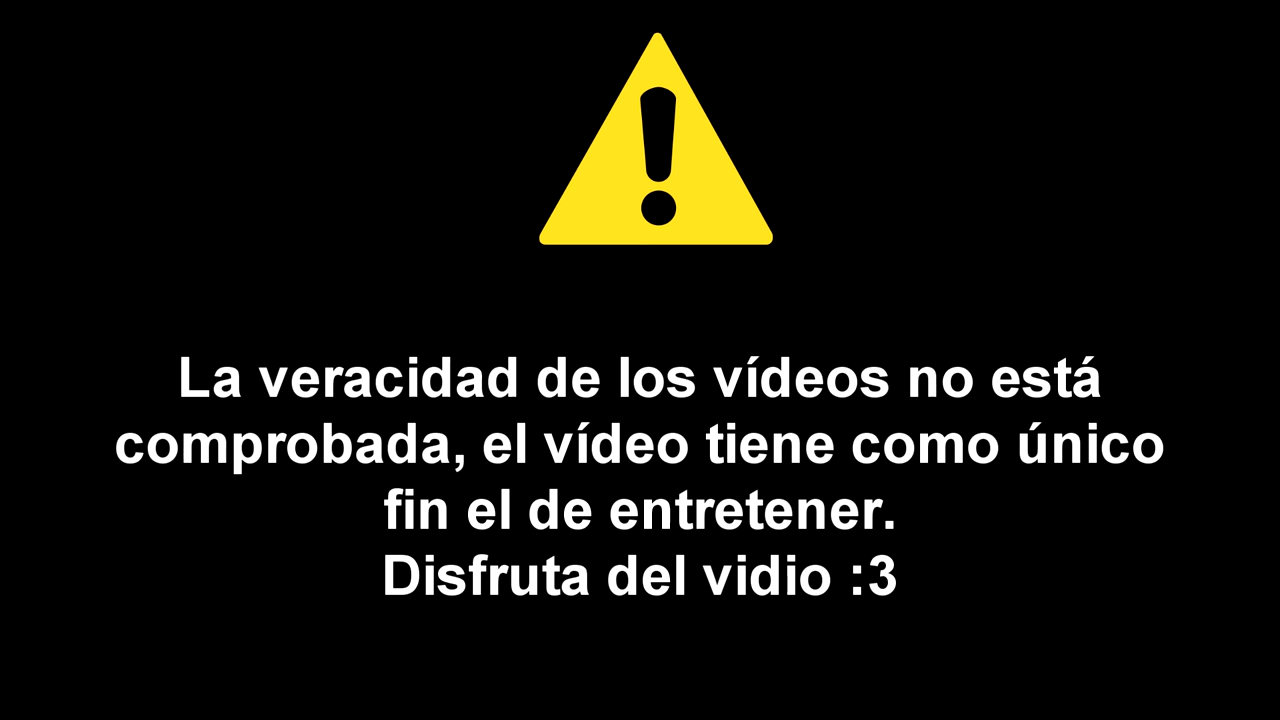 La veracidad de los vídeos no está
comprobada, el vídeo tiene como único
fin el de entretener.
Disfruta del vidio :3